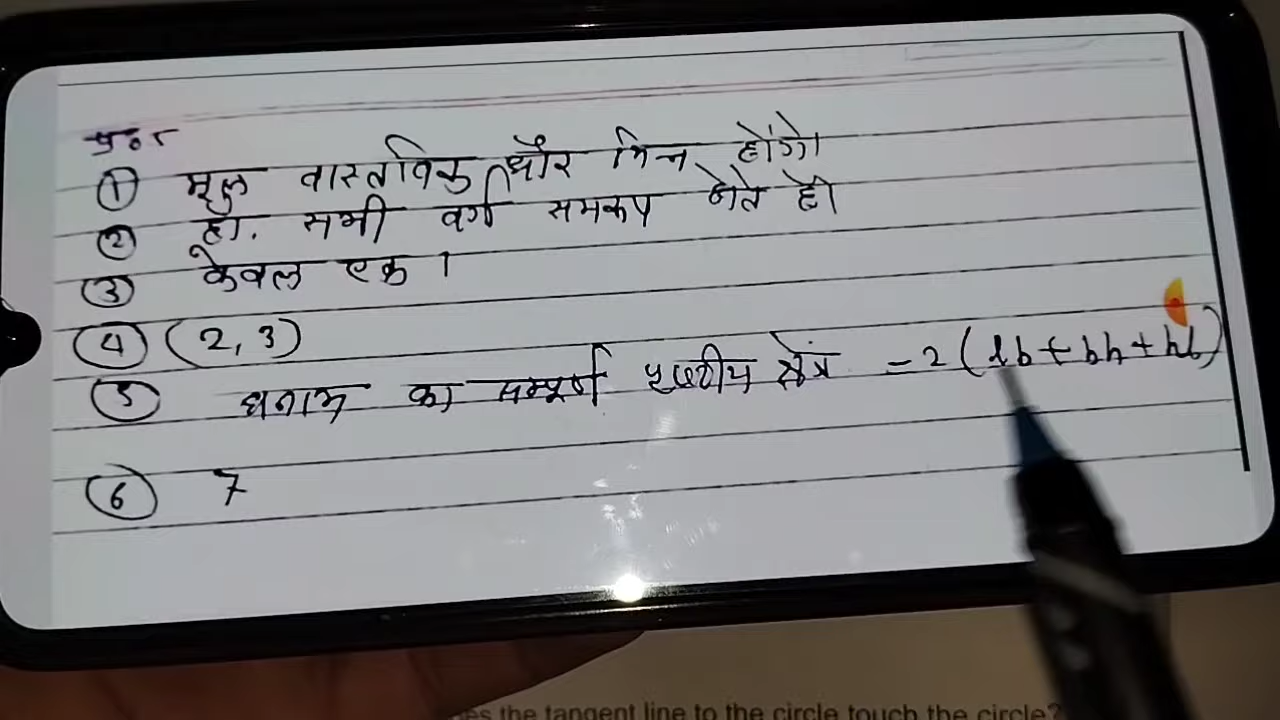 प्र०5
① मूल वास्तविक और भिन्न होंगे।
② हाँ. सभी वर्ग समरूप होते है।
③ केवल एक।
④ (2, 3)
⑤ घनाभ का सम्पूर्ण पृष्ठीय क्षेत्र = 2 (lb + bh + hl)
⑥ 7
es the tangent line to the circle touch the circle?